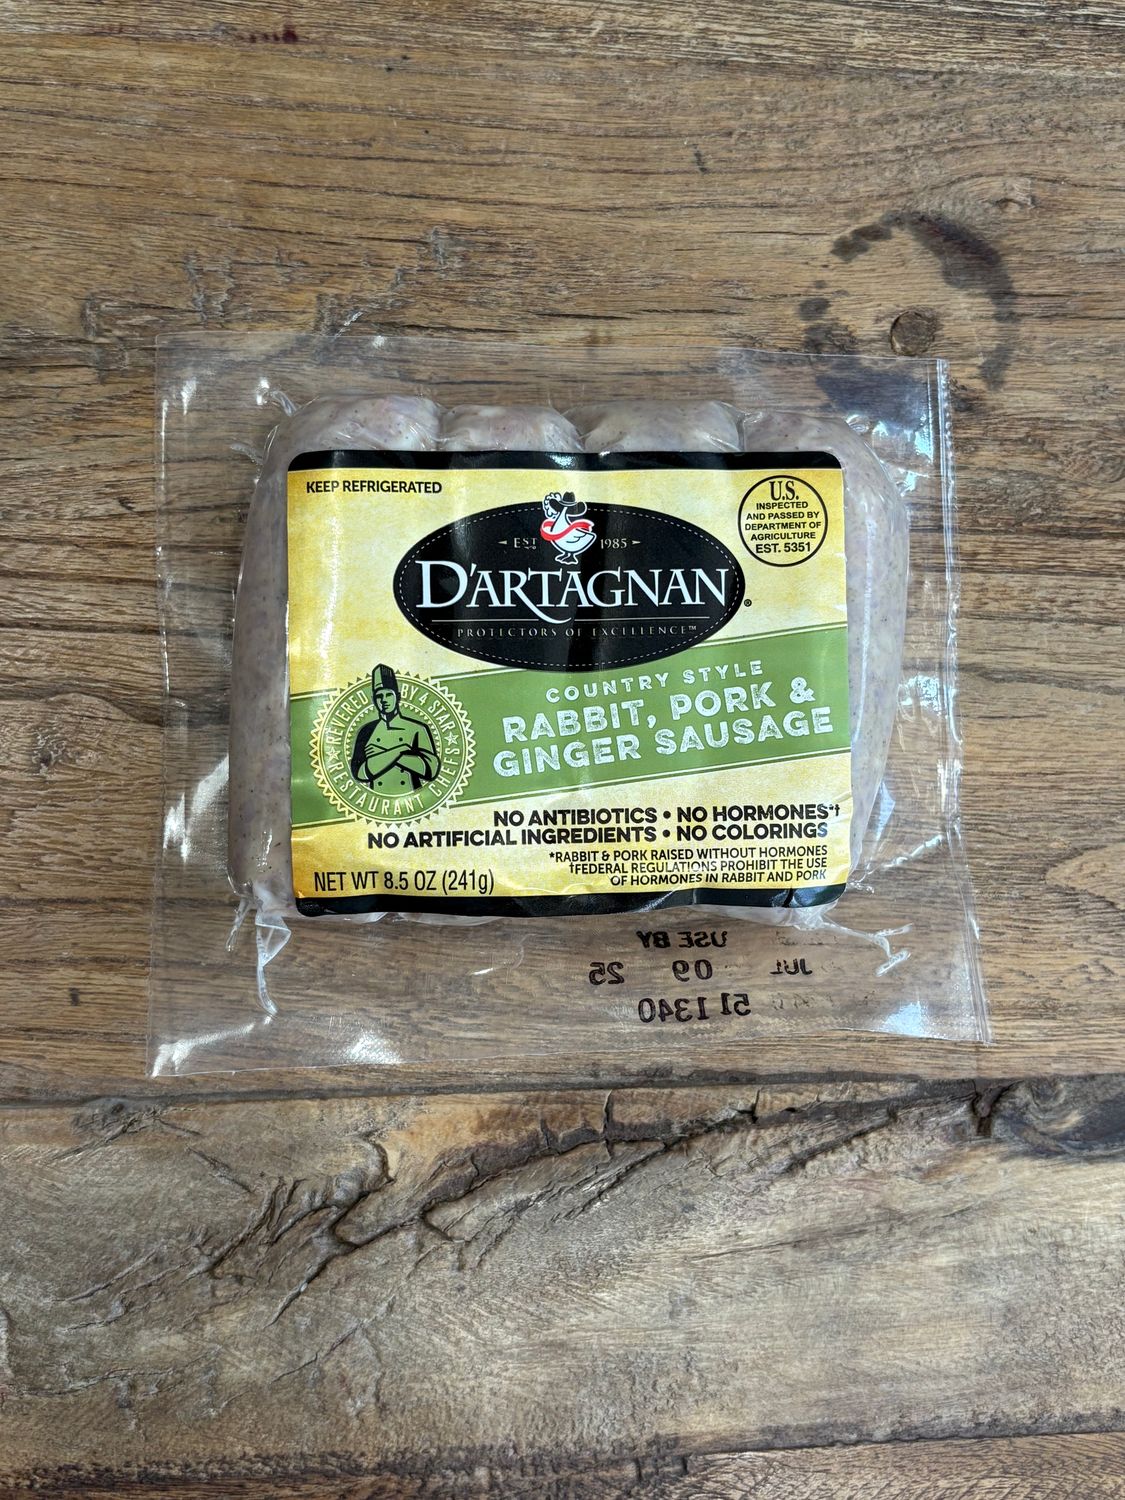 KEEP REFRIGERATED
U.S.
INSPECTED
AND PASSED BY
DEPARTMENT OF
AGRICULTURE
EST. 5351
EST 1985
D'ARTAGNAN®
PROTECTORS OF EXCELLENCE™
COUNTRY STYLE
RABBIT, PORK &
GINGER SAUSAGE
REVERED BY 4 STAR
RESTAURANT CHEFS
NO ANTIBIOTICS • NO HORMONES*†
NO ARTIFICIAL INGREDIENTS • NO COLORINGS
*RABBIT & PORK RAISED WITHOUT HORMONES
†FEDERAL REGULATIONS PROHIBIT THE USE
OF HORMONES IN RABBIT AND PORK
NET WT 8.5 OZ (241g)
USE BY
JUL 09 25
511340